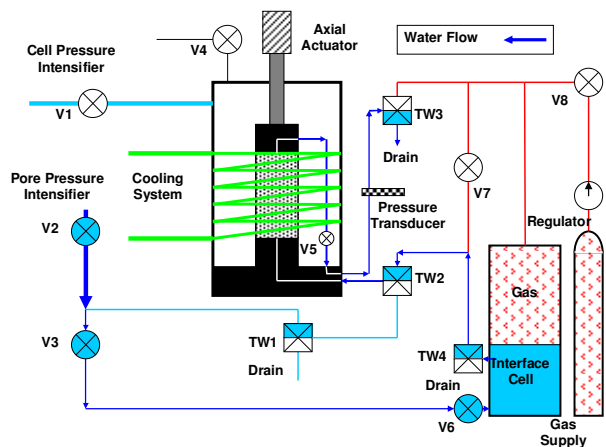 Axial
Actuator
V4
Water Flow
Cell Pressure
Intensifier
V1
V8
TW3
Drain
Cooling
System
V7
Pore Pressure
Intensifier
Pressure
Transducer
Regulator
V2
V5
TW2
Gas
V3
TW1
Drain
TW4
Drain
Interface
Cell
V6
Gas
Supply